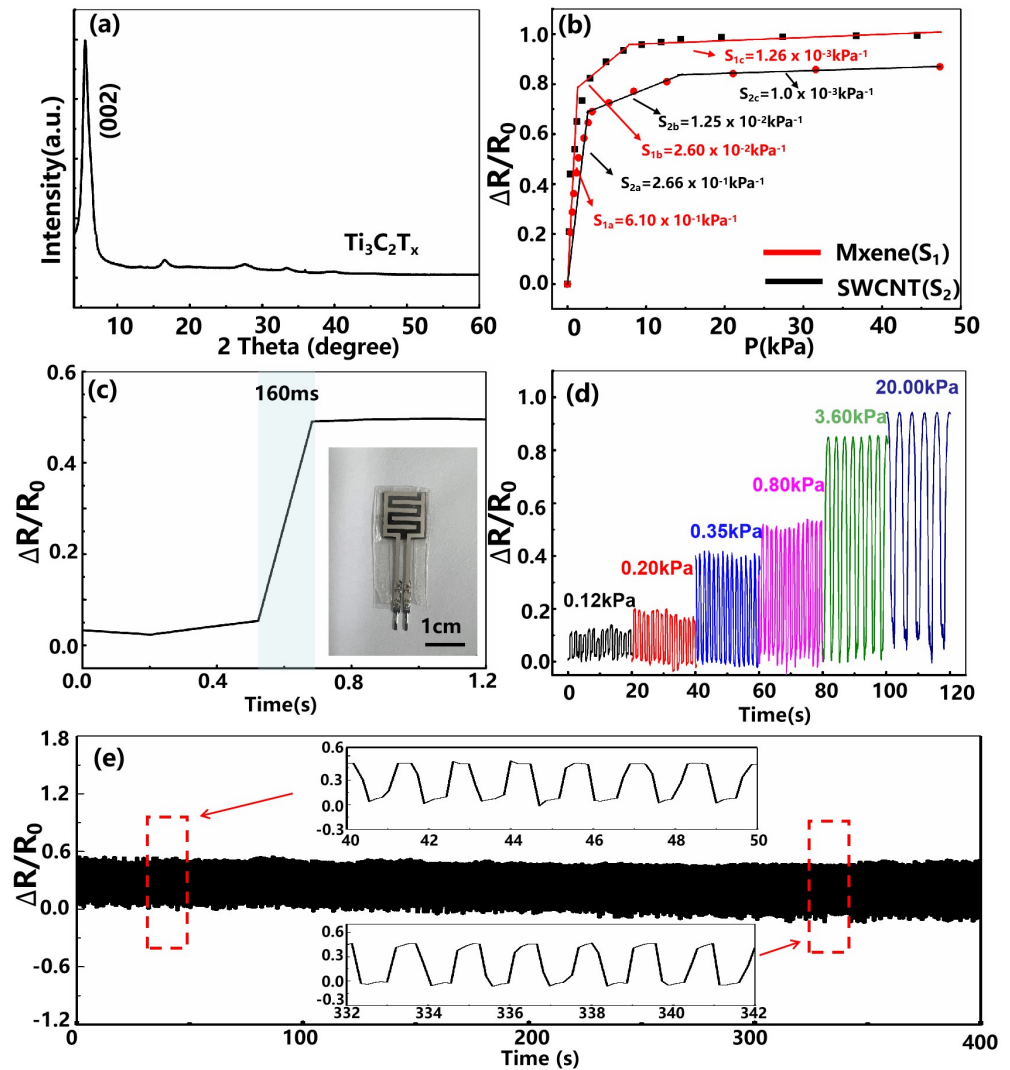 (a)
Intensity(a.u.)
(002)
Ti₃C₂Tₓ
10 20 30 40 50 60
2 Theta (degree)
(b)
ΔR/R₀
1.0
0.8
0.6
0.4
0.2
0.0
S₁c=1.26 x 10⁻³kPa⁻¹
S₂c=1.0 x 10⁻³kPa⁻¹
S₂b=1.25 x 10⁻²kPa⁻¹
S₁b=2.60 x 10⁻²kPa⁻¹
S₂a=2.66 x 10⁻¹kPa⁻¹
S₁a=6.10 x 10⁻¹kPa⁻¹
Mxene(S₁)
SWCNT(S₂)
0 10 20 30 40 50
P(kPa)
(c)
ΔR/R₀
0.6
0.4
0.2
0.0
160ms
1cm
0.0 0.4 0.8 1.2
Time(s)
(d)
ΔR/R₀
1.0
0.8
0.6
0.4
0.2
0.0
0.12kPa
0.20kPa
0.35kPa
0.80kPa
3.60kPa
20.00kPa
0 20 40 60 80 100 120
Time(s)
(e)
ΔR/R₀
1.8
1.2
0.6
0.0
-0.6
-1.2
0.6
0.3
0.0
-0.3
40 42 44 46 48 50
0.6
0.3
0.0
-0.3
332 334 336 338 340 342
0 100 200 300 400
Time (s)